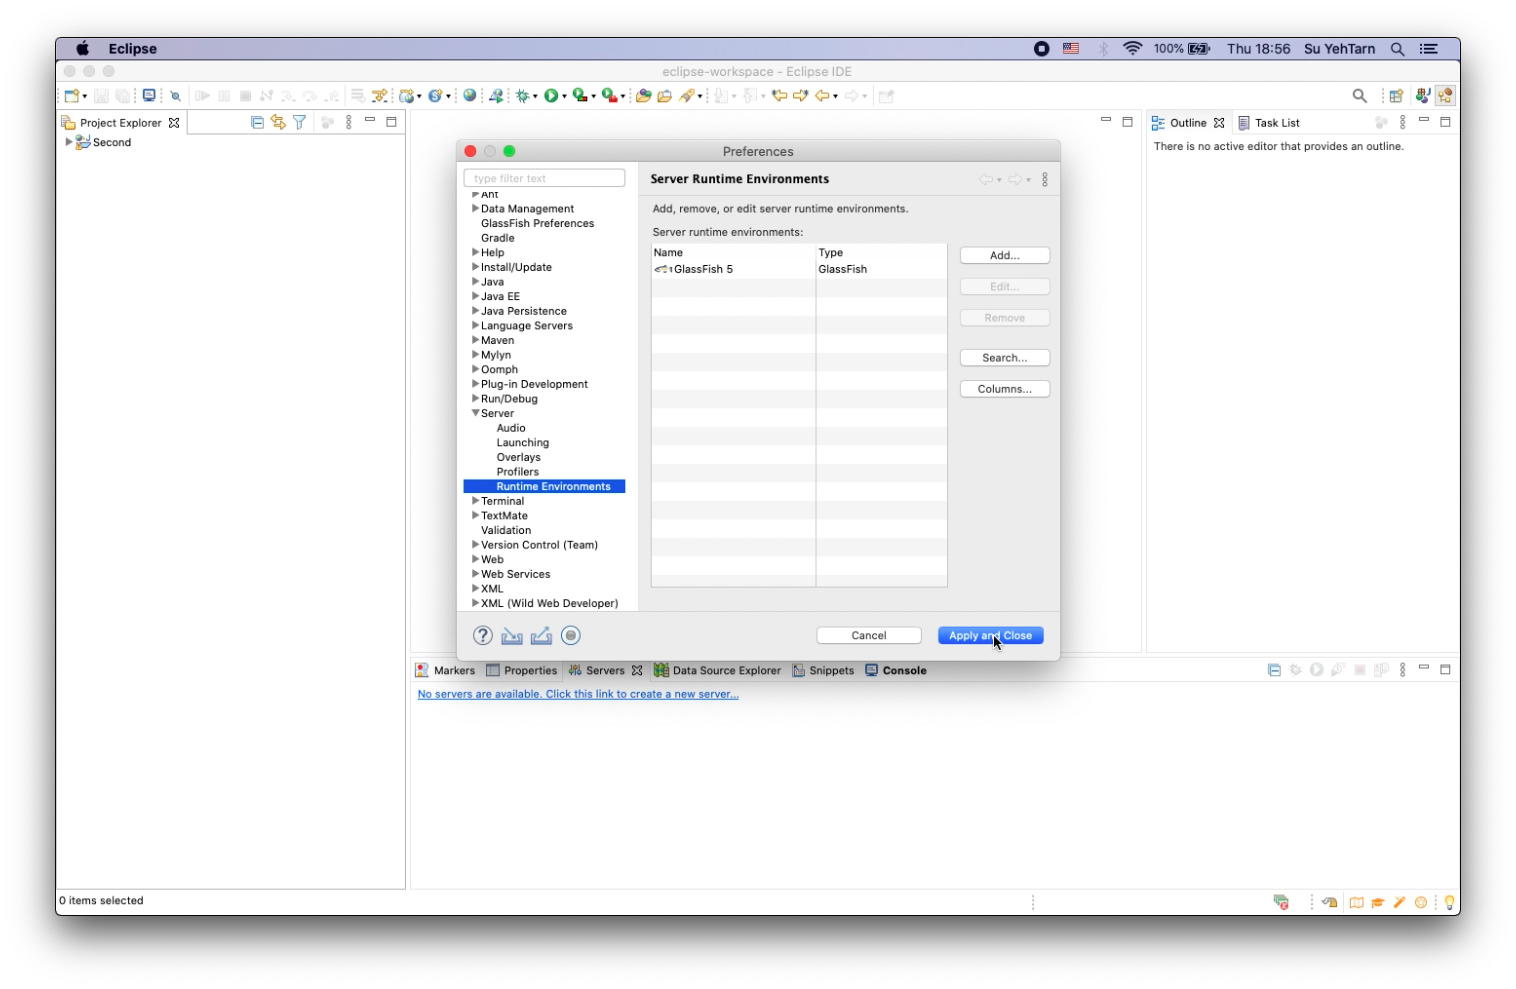 Eclipse
100%
Thu 18:56
Su YehTarn
eclipse-workspace - Eclipse IDE
Project Explorer
Second
Outline
Task List
There is no active editor that provides an outline.
Preferences
type filter text
Ant
Data Management
GlassFish Preferences
Gradle
Help
Install/Update
Java
Java EE
Java Persistence
Language Servers
Maven
Mylyn
Oomph
Plug-in Development
Run/Debug
Server
Audio
Launching
Overlays
Profilers
Runtime Environments
Terminal
TextMate
Validation
Version Control (Team)
Web
Web Services
XML
XML (Wild Web Developer)
Server Runtime Environments
Add, remove, or edit server runtime environments.
Server runtime environments:
Name Type
GlassFish 5 GlassFish
Add...
Edit...
Remove
Search...
Columns...
Cancel
Apply and Close
Markers
Properties
Servers
Data Source Explorer
Snippets
Console
No servers are available. Click this link to create a new server...
0 items selected